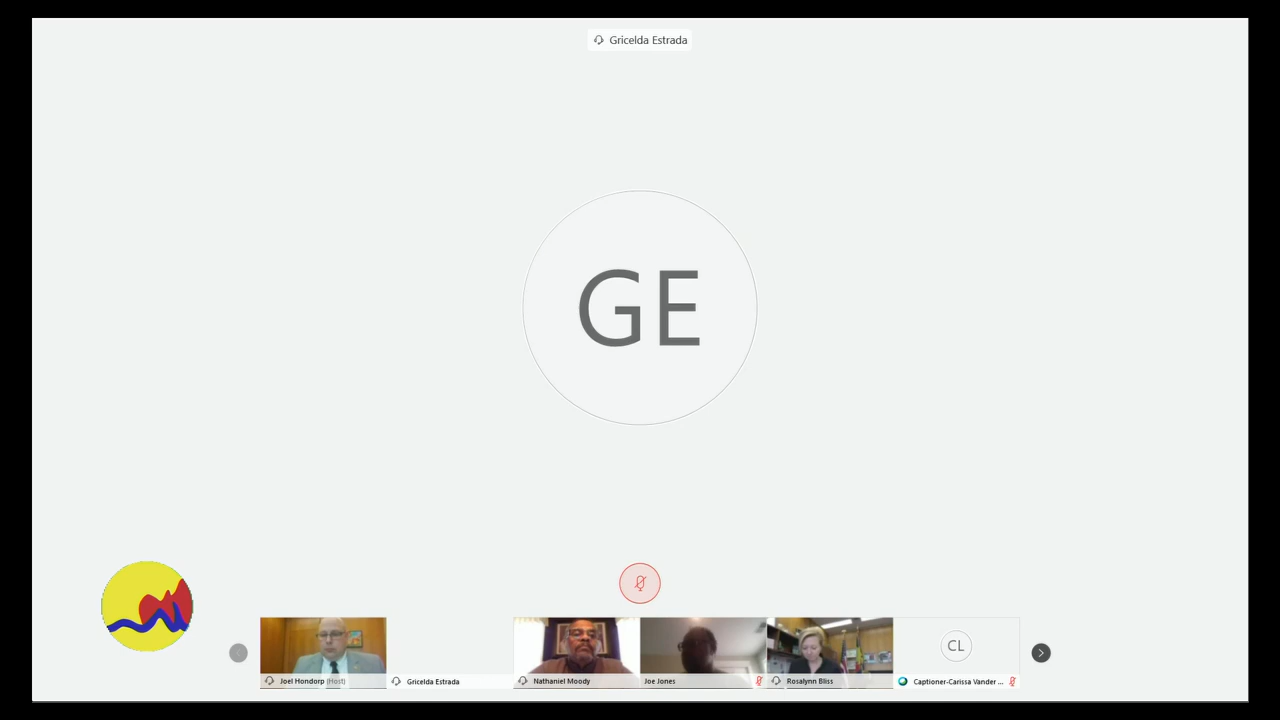 Gricelda Estrada
GE
Joel Hondorp (Host)
Gricelda Estrada
Nathaniel Moody
Joe Jones
Rosalynn Bliss
CL
Captioner-Carissa Vander ...